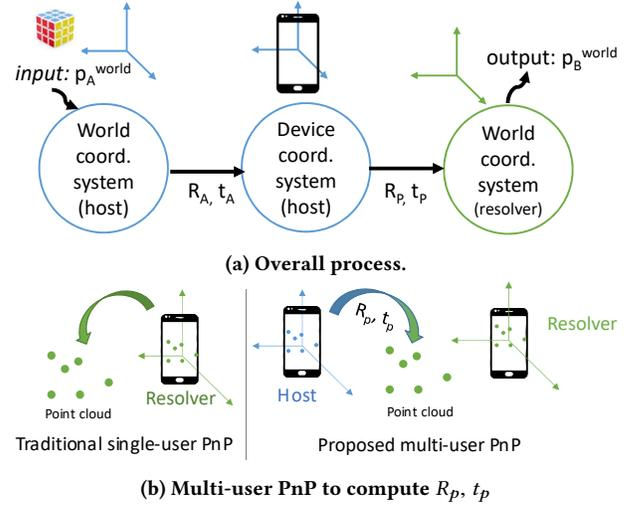 input: p_A^world
output: p_B^world
World
coord.
system
(host)
Device
coord.
system
(host)
World
coord.
system
(resolver)
R_A, t_A
R_P, t_P
(a) Overall process.
R_p, t_p
Resolver
Resolver
Host
Point cloud
Point cloud
Traditional single-user PnP
Proposed multi-user PnP
(b) Multi-user PnP to compute R_p, t_p